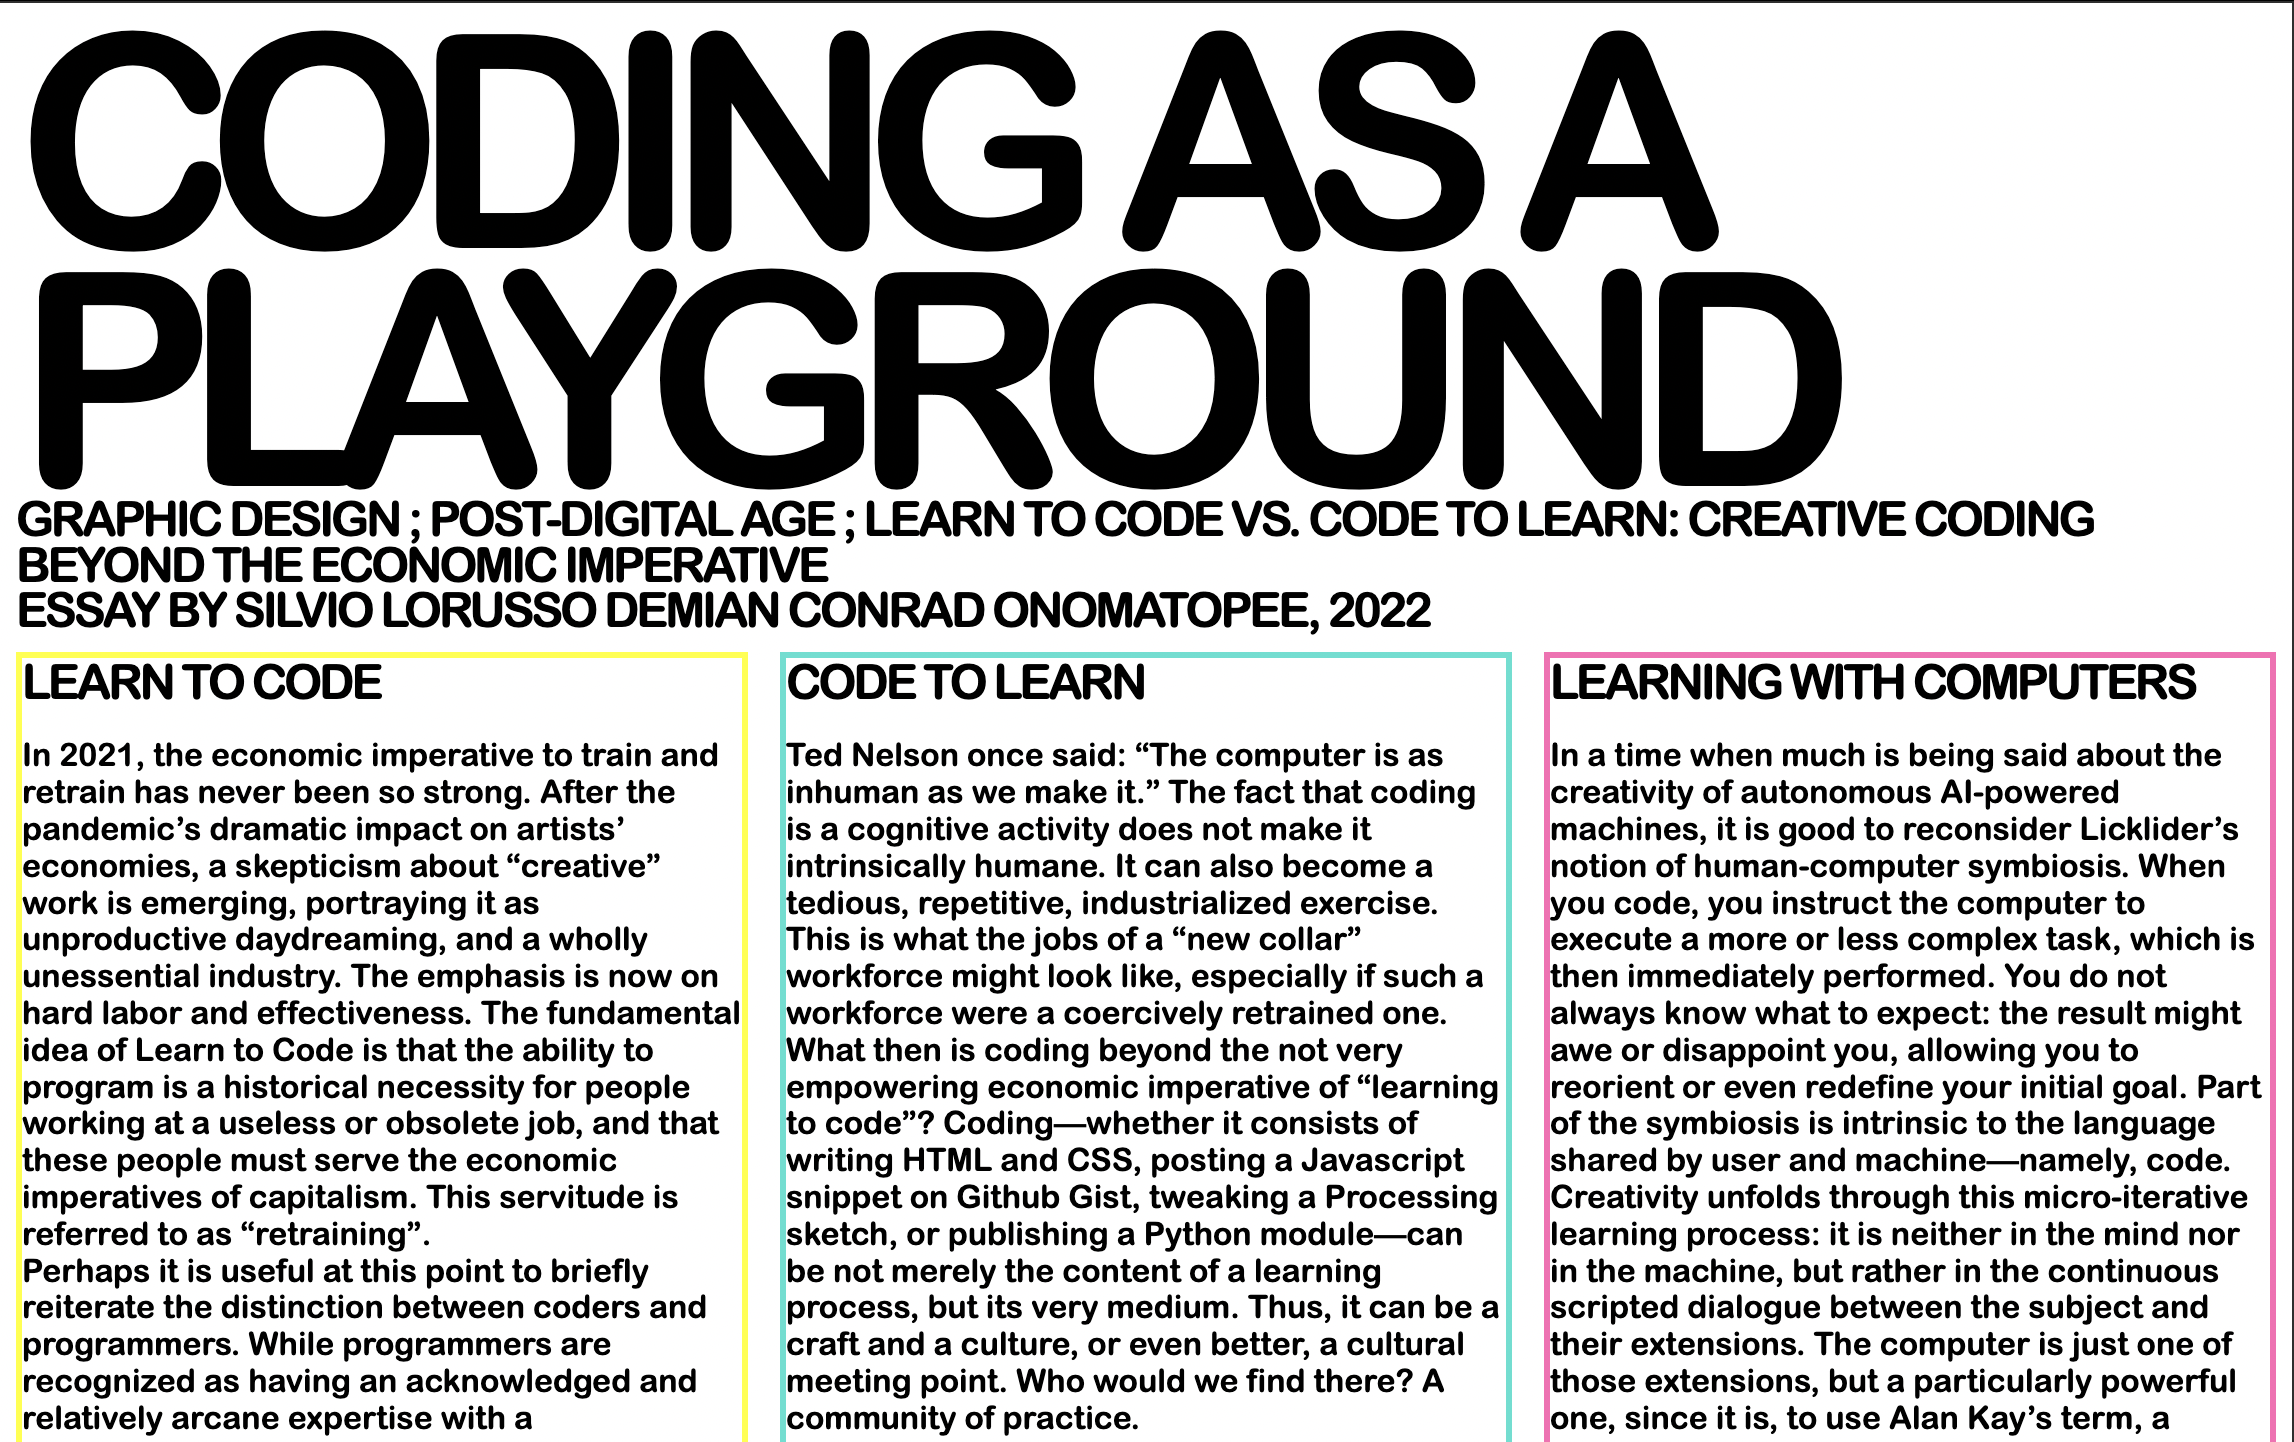 CODING AS A
PLAYGROUND
GRAPHIC DESIGN ; POST-DIGITAL AGE ; LEARN TO CODE VS. CODE TO LEARN: CREATIVE CODING
BEYOND THE ECONOMIC IMPERATIVE
ESSAY BY SILVIO LORUSSO DEMIAN CONRAD ONOMATOPEE, 2022
LEARN TO CODE
In 2021, the economic imperative to train and
retrain has never been so strong. After the
pandemic’s dramatic impact on artists’
economies, a skepticism about “creative”
work is emerging, portraying it as
unproductive daydreaming, and a wholly
unessential industry. The emphasis is now on
hard labor and effectiveness. The fundamental
idea of Learn to Code is that the ability to
program is a historical necessity for people
working at a useless or obsolete job, and that
these people must serve the economic
imperatives of capitalism. This servitude is
referred to as “retraining”.
Perhaps it is useful at this point to briefly
reiterate the distinction between coders and
programmers. While programmers are
recognized as having an acknowledged and
relatively arcane expertise with a
CODE TO LEARN
Ted Nelson once said: “The computer is as
inhuman as we make it.” The fact that coding
is a cognitive activity does not make it
intrinsically humane. It can also become a
tedious, repetitive, industrialized exercise.
This is what the jobs of a “new collar”
workforce might look like, especially if such a
workforce were a coercively retrained one.
What then is coding beyond the not very
empowering economic imperative of “learning
to code”? Coding—whether it consists of
writing HTML and CSS, posting a Javascript
snippet on Github Gist, tweaking a Processing
sketch, or publishing a Python module—can
be not merely the content of a learning
process, but its very medium. Thus, it can be a
craft and a culture, or even better, a cultural
meeting point. Who would we find there? A
community of practice.
LEARNING WITH COMPUTERS
In a time when much is being said about the
creativity of autonomous AI-powered
machines, it is good to reconsider Licklider’s
notion of human-computer symbiosis. When
you code, you instruct the computer to
execute a more or less complex task, which is
then immediately performed. You do not
always know what to expect: the result might
awe or disappoint you, allowing you to
reorient or even redefine your initial goal. Part
of the symbiosis is intrinsic to the language
shared by user and machine—namely, code.
Creativity unfolds through this micro-iterative
learning process: it is neither in the mind nor
in the machine, but rather in the continuous
scripted dialogue between the subject and
their extensions. The computer is just one of
those extensions, but a particularly powerful
one, since it is, to use Alan Kay’s term, a